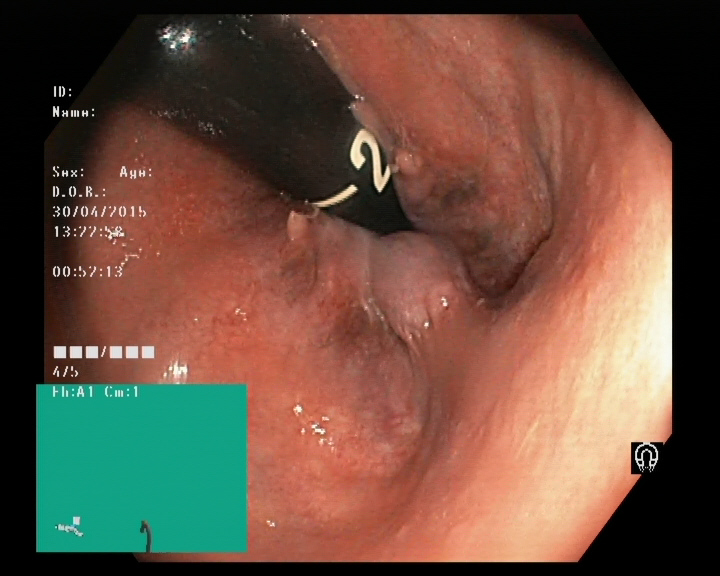 ID:
Name:
Sex: Age:
D.O.B.:
30/04/2015
13:22:58
00:52:13
■■■/■■■
4/5
Eh:A1 Cm:1
2